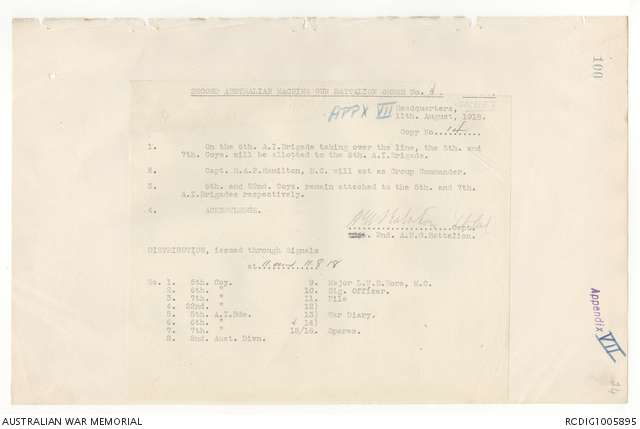 100
SECOND AUSTRALIAN MACHINE GUN BATTALION ORDER No.
APPX VII
Headquarters,
11th. August, 1918.
Copy No. 14
1. On the 6th. A.I.Brigade taking over the line, the 5th. and
7th. Coys. will be allotted to the 6th. A.I.Brigade.
2. Capt. H.A.P.Hamilton, M.C. will act as Group Commander.
3. 6th. and 22nd. Coys. remain attached to the 5th. and 7th.
A.I.Brigades respectively.
4. ACKNOWLEDGE.
Capt.
2nd. A.M.G.Battalion.
DISTRIBUTION, issued through Signals
at 11.8.18
No. 1. 5th. Coy.
2. 6th. "
3. 7th. "
4. 22nd. "
5. 5th. A.I.Bde.
6. 6th. "
7. 7th. "
8. 2nd. Aust. Divn.
9. Major M.C.
10. Sig. Officer.
11. File
12)
13) War Diary.
14)
15/16. Spares.
Appendix VII
24
AUSTRALIAN WAR MEMORIAL
RCDIG1005895